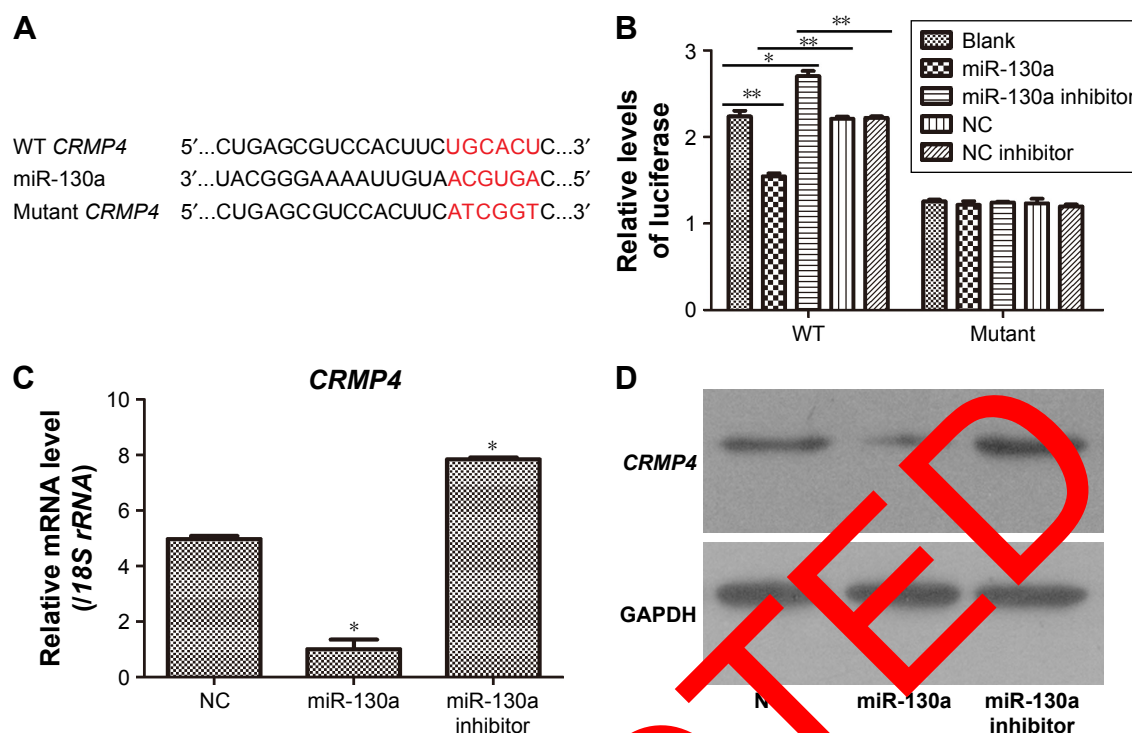 A
WT CRMP4 5′...CUGAGCGUCCACUUCUGCACUC...3′
miR-130a 3′...UACGGGAAAAUUGUAACGUGAC...5′
Mutant CRMP4 5′...CUGAGCGUCCACUUCATCGGTC...3′
B
Relative levels
of luciferase
3
2
1
0
**
*
**
**
WT
Mutant
Blank
miR-130a
miR-130a inhibitor
NC
NC inhibitor
C
CRMP4
Relative mRNA level
(/18S rRNA)
10
8
6
4
2
0
*
*
NC
miR-130a
miR-130a
inhibitor
D
CRMP4
GAPDH
miR-130a
miR-130a
inhibitor
TED